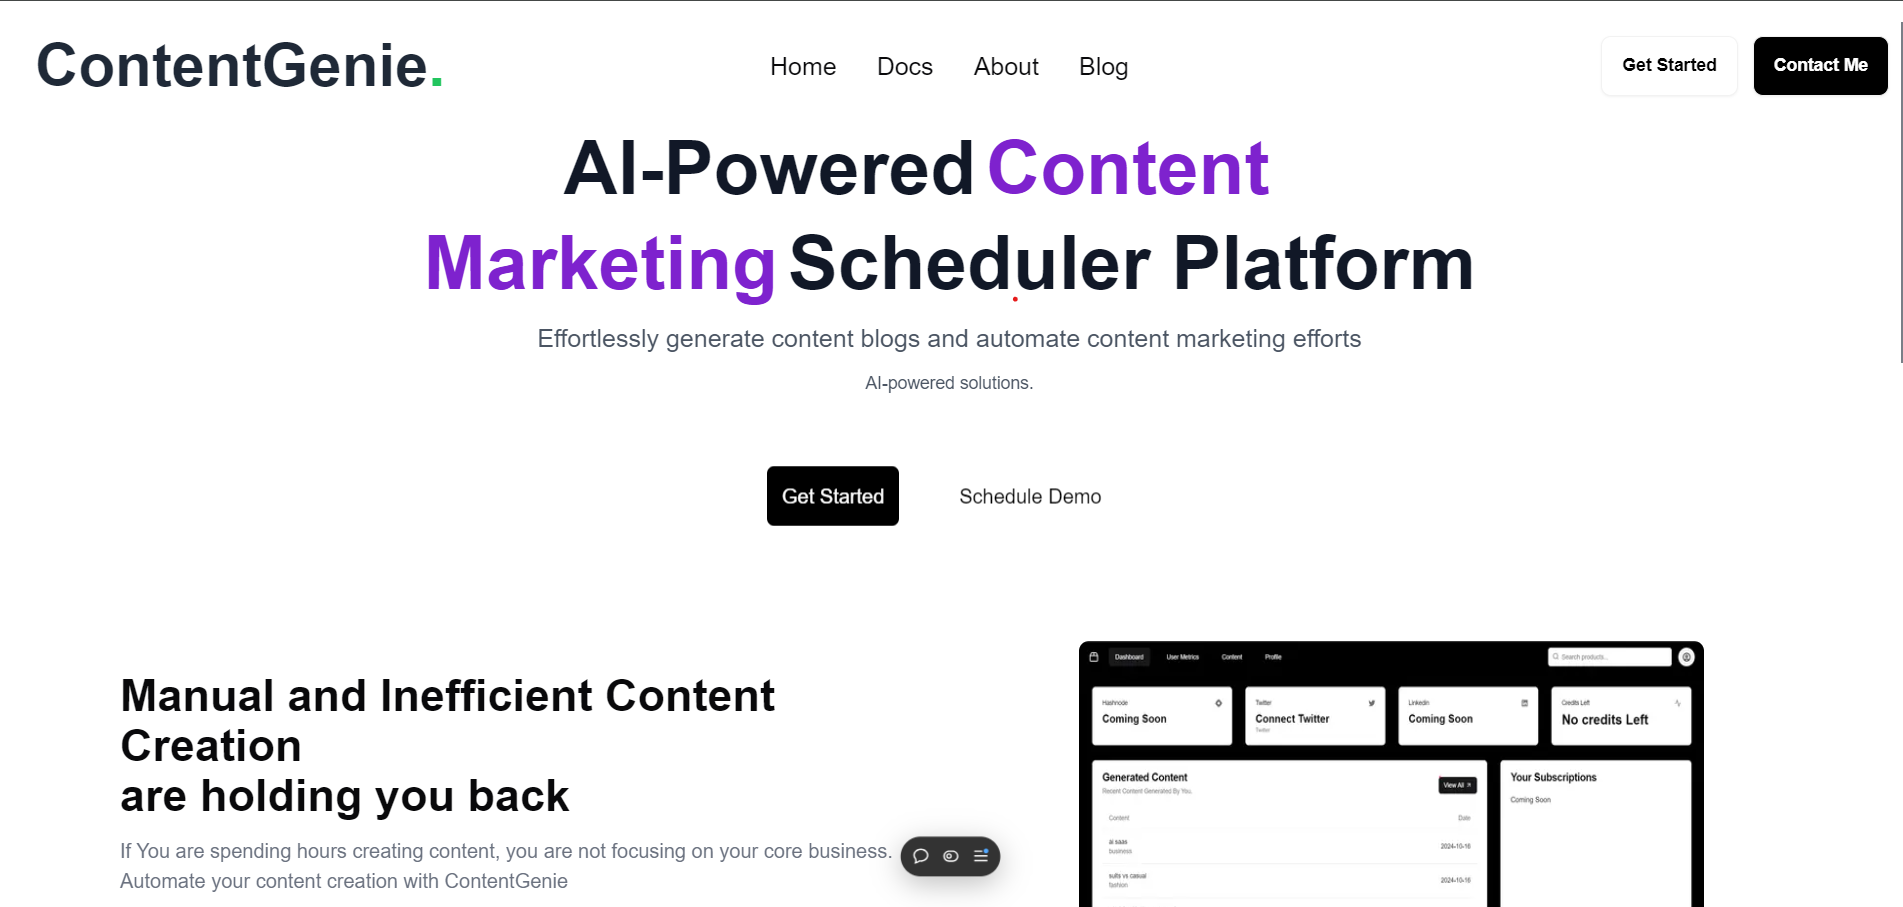 ContentGenie.
Home Docs About Blog
Get Started
Contact Me
AI-Powered Content
Marketing Scheduler Platform
Effortlessly generate content blogs and automate content marketing efforts
AI-powered solutions.
Get Started
Schedule Demo
Manual and Inefficient Content
Creation
are holding you back
If You are spending hours creating content, you are not focusing on your core business.
Automate your content creation with ContentGenie
Dashboard User Metrics Content Profile
Search products...
Hashnode
Coming Soon
Twitter
Connect Twitter
Twitter
Linkedin
Coming Soon
Credits Left
No credits Left
Generated Content
Recent Content Generated By You.
View All
Content Date
ai saas
business
2024-10-16
suits vs casual
fashion
2024-10-16
Your Subscriptions
Coming Soon